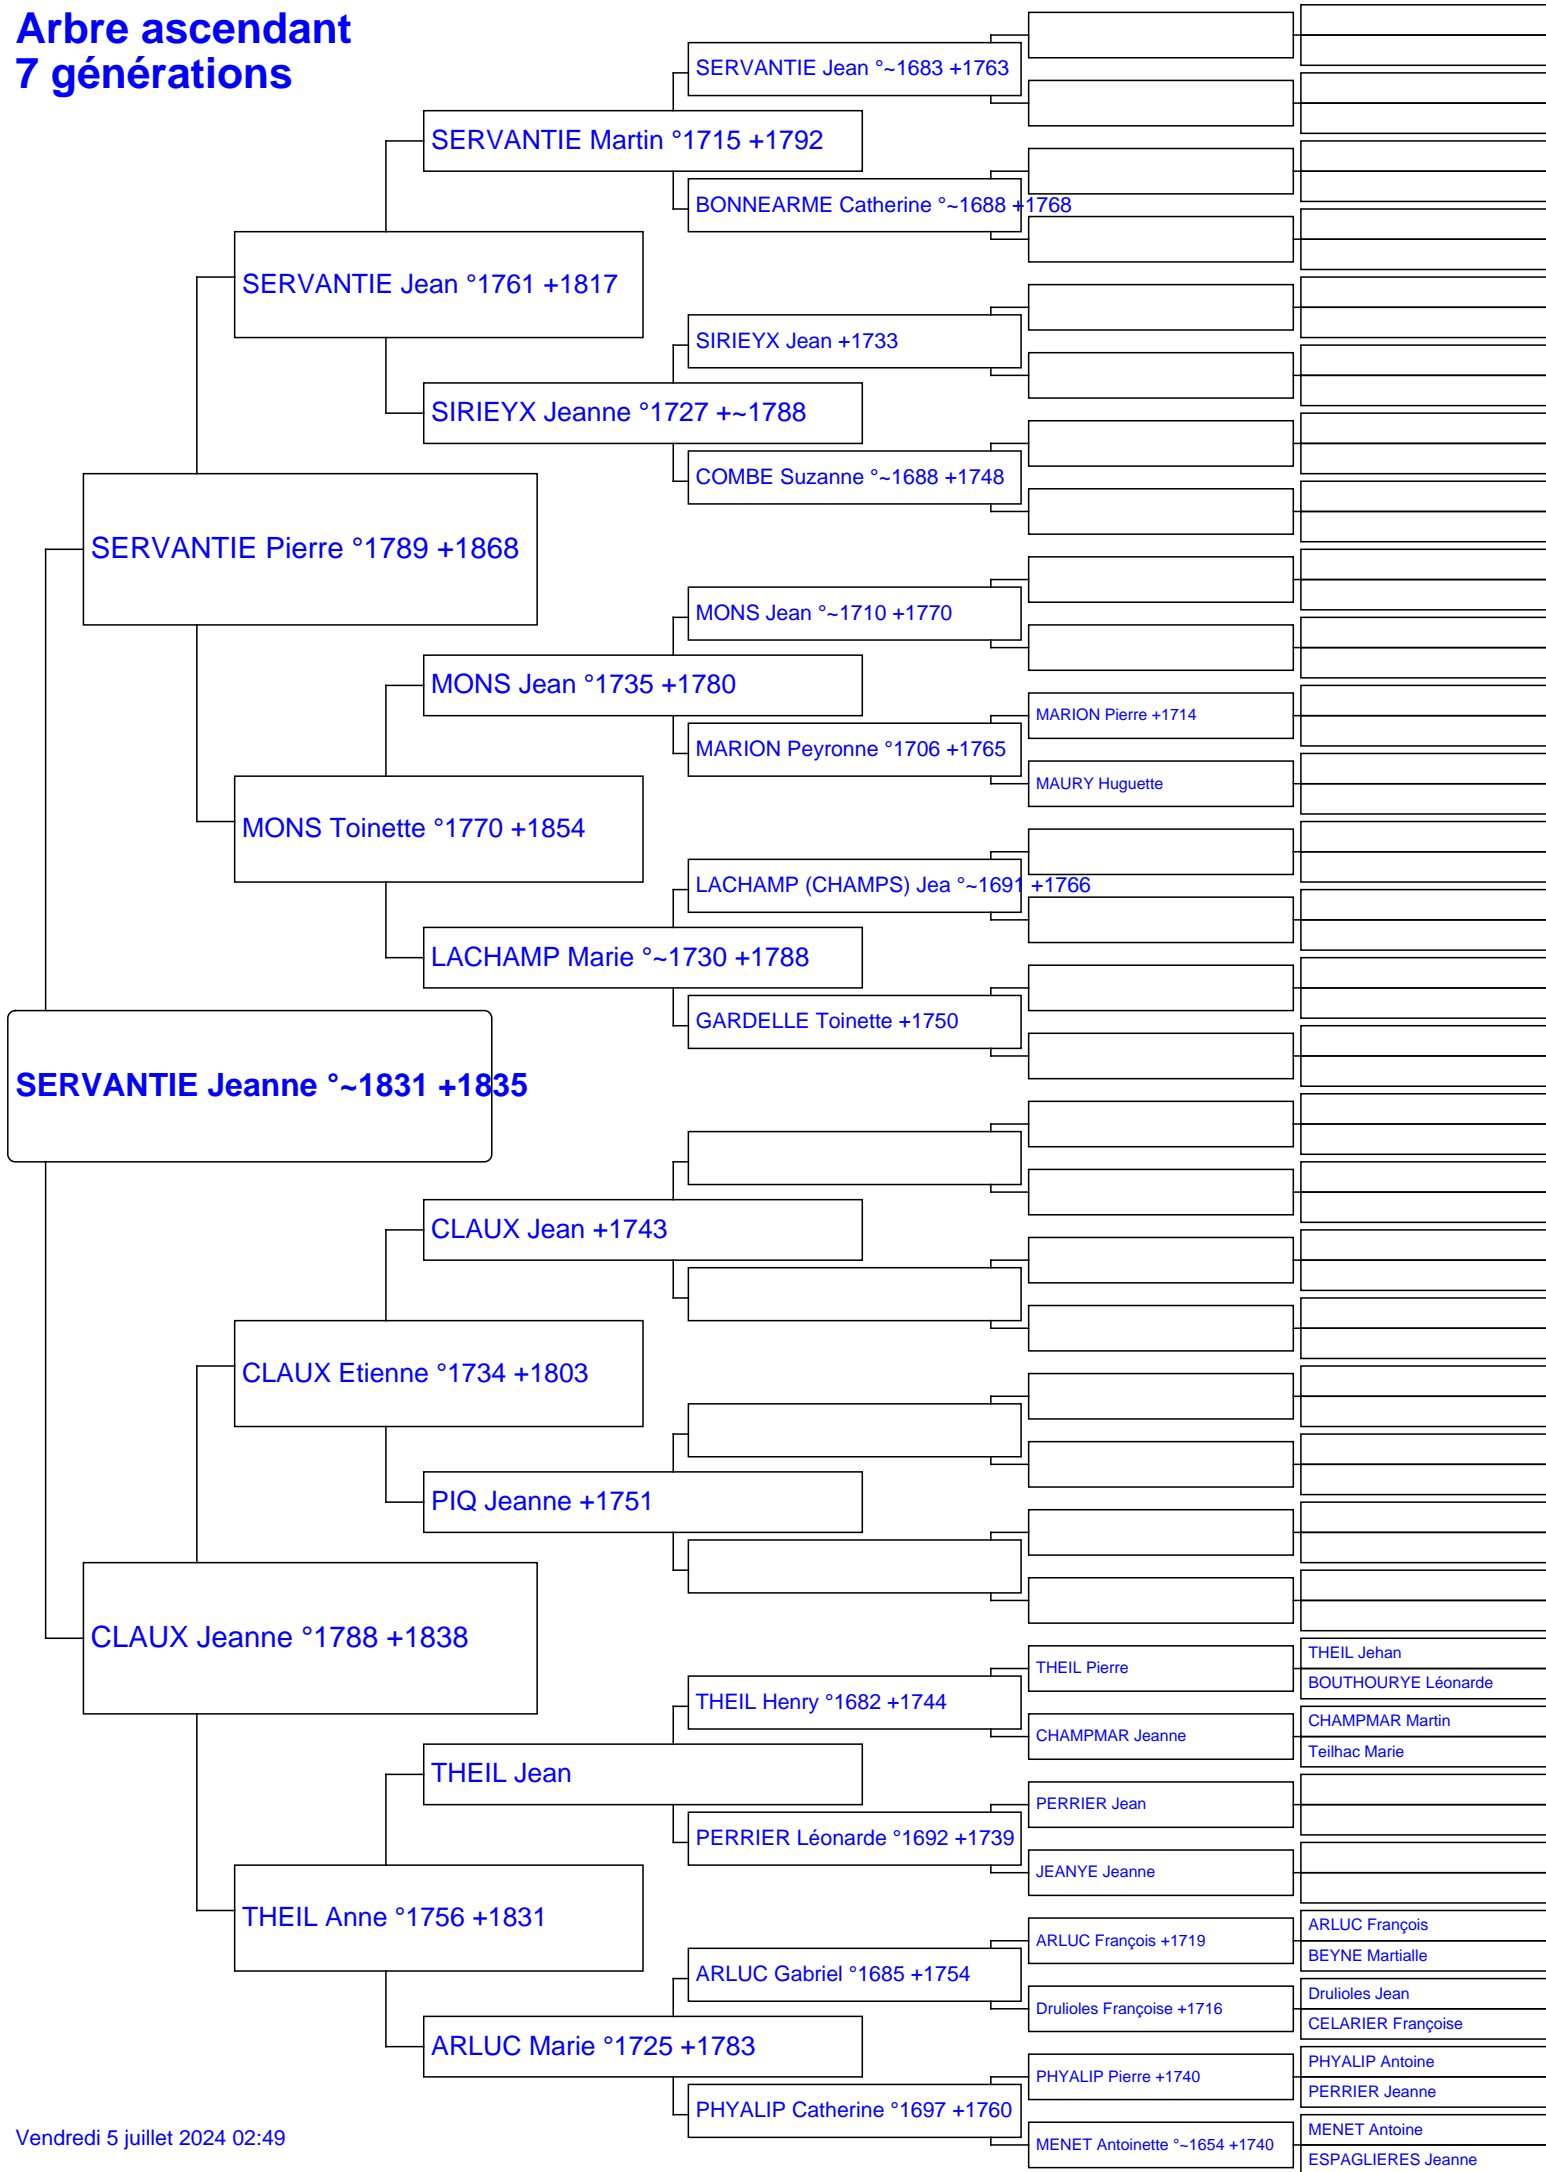 Arbre ascendant
7 générations
SERVANTIE Jean °~1683 +1763
SERVANTIE Martin °1715 +1792
BONNEARME Catherine °~1688 +1768
SERVANTIE Jean °1761 +1817
SIRIEYX Jean +1733
SIRIEYX Jeanne °1727 +~1788
COMBE Suzanne °~1688 +1748
SERVANTIE Pierre °1789 +1868
MONS Jean °~1710 +1770
MONS Jean °1735 +1780
MARION Pierre +1714
MARION Peyronne °1706 +1765
MAURY Huguette
MONS Toinette °1770 +1854
LACHAMP (CHAMPS) Jea °~1691 +1766
LACHAMP Marie °~1730 +1788
GARDELLE Toinette +1750
SERVANTIE Jeanne °~1831 +1835
CLAUX Jean +1743
CLAUX Etienne °1734 +1803
PIQ Jeanne +1751
CLAUX Jeanne °1788 +1838
THEIL Jehan
THEIL Pierre
BOUTHOURYE Léonarde
THEIL Henry °1682 +1744
CHAMPMAR Martin
CHAMPMAR Jeanne
Teilhac Marie
THEIL Jean
PERRIER Jean
PERRIER Léonarde °1692 +1739
JEANYE Jeanne
THEIL Anne °1756 +1831
ARLUC François
ARLUC François +1719
BEYNE Martialle
ARLUC Gabriel °1685 +1754
Drulioles Jean
Drulioles Françoise +1716
CELARIER Françoise
ARLUC Marie °1725 +1783
PHYALIP Antoine
PHYALIP Pierre +1740
PERRIER Jeanne
PHYALIP Catherine °1697 +1760
MENET Antoine
MENET Antoinette °~1654 +1740
ESPAGLIERES Jeanne
Vendredi 5 juillet 2024 02:49